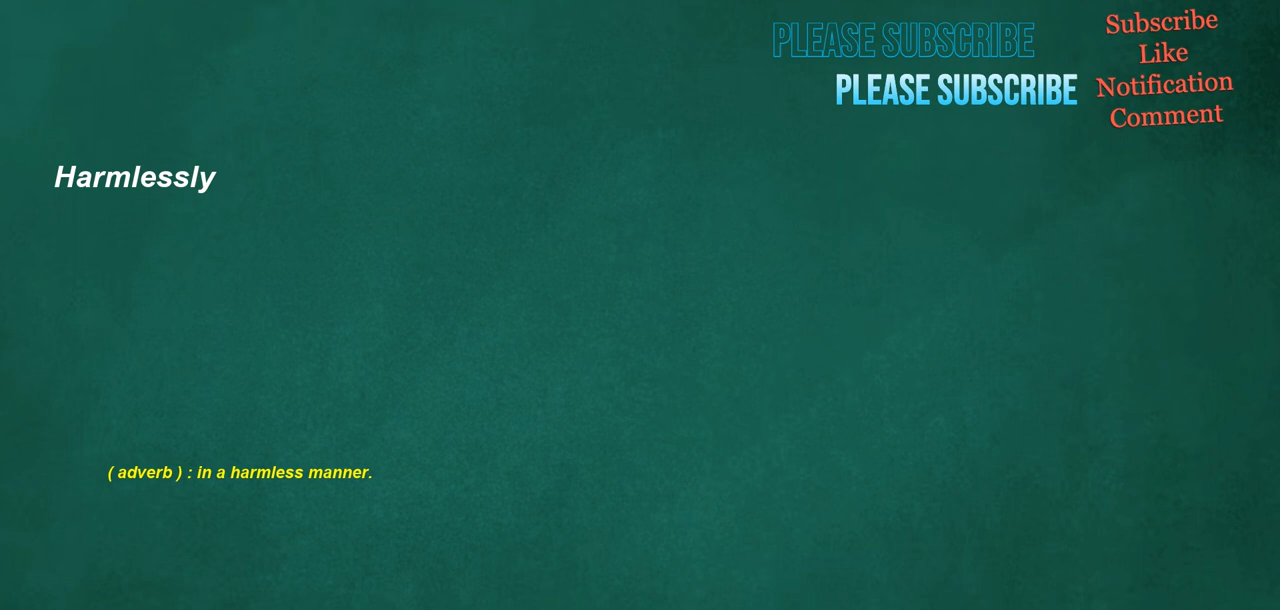 PLEASE SUBSCRIBE
PLEASE SUBSCRIBE
Subscribe
Like
Notification
Comment
Harmlessly
( adverb ) : in a harmless manner.